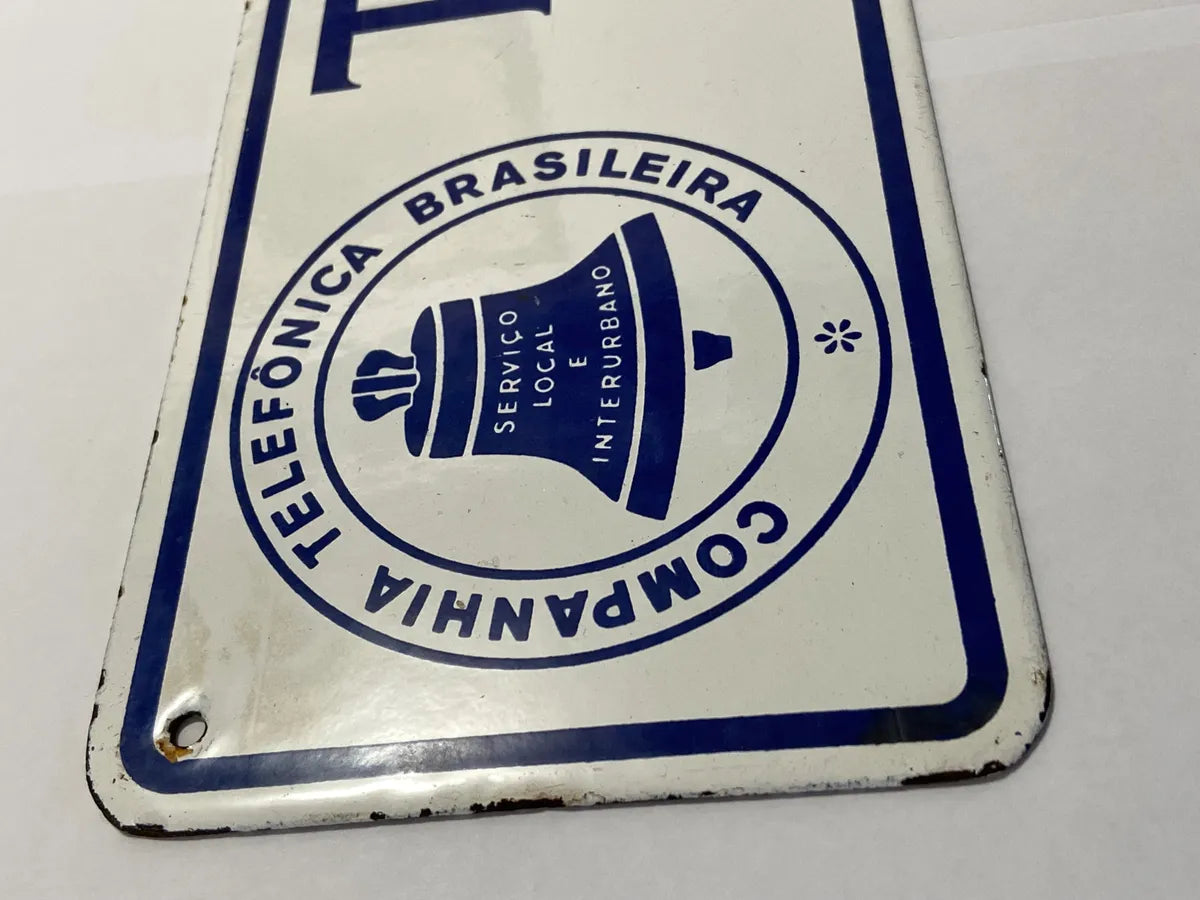 T
COMPANHIA TELEFÔNICA BRASILEIRA
SERVIÇO
LOCAL
E
INTERURBANO